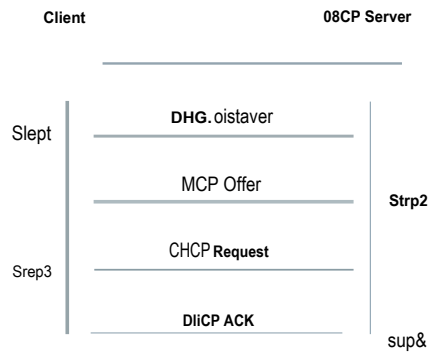 Client 08CP Server
DHG. oistaver
Slept
MCP Offer
Strp2
CHCP Request
Srep3
DliCP ACK
sup&